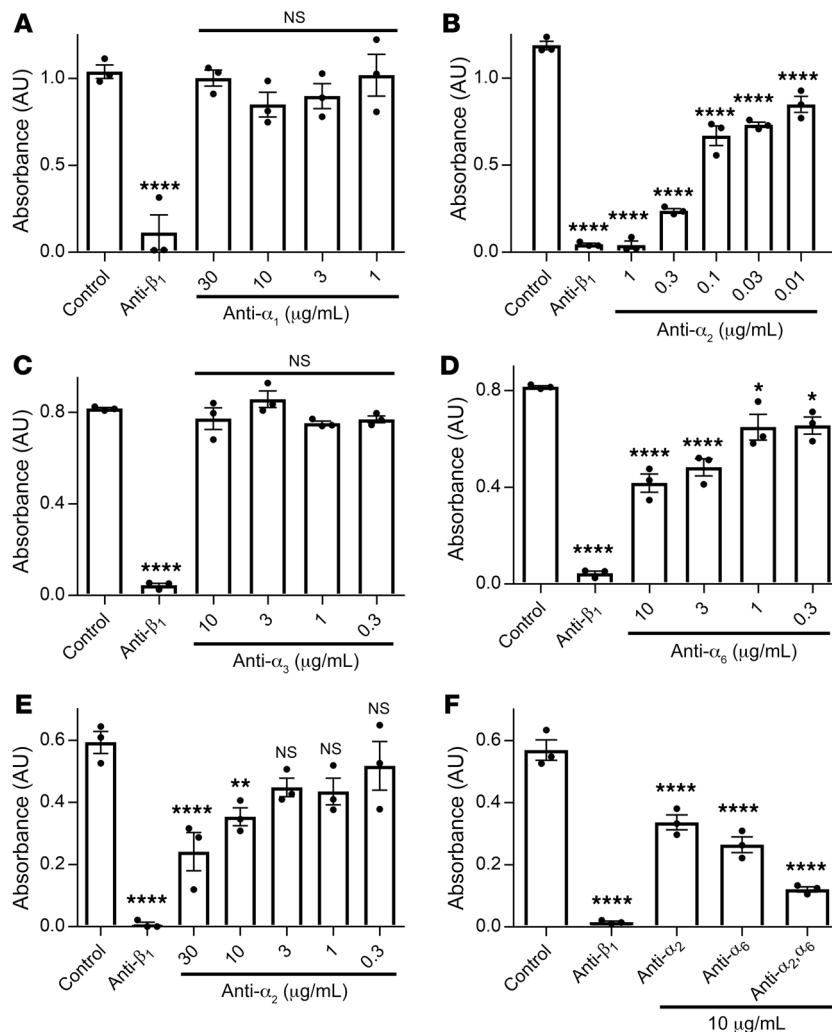 A
NS
Absorbance (AU)
1.0
0.5
0.0
****
Control
Anti-β1
30
10
3
1
Anti-α1 (μg/mL)
B
Absorbance (AU)
1.0
0.5
0.0
****
****
****
****
****
****
Control
Anti-β1
1
0.3
0.1
0.03
0.01
Anti-α2 (μg/mL)
C
NS
Absorbance (AU)
0.8
0.4
0.0
****
Control
Anti-β1
10
3
1
0.3
Anti-α3 (μg/mL)
D
Absorbance (AU)
0.8
0.4
0.0
****
****
****
*
*
Control
Anti-β1
10
3
1
0.3
Anti-α6 (μg/mL)
E
Absorbance (AU)
0.6
0.4
0.2
0.0
****
****
**
NS
NS
NS
Control
Anti-β1
30
10
3
1
0.3
Anti-α2 (μg/mL)
F
Absorbance (AU)
0.6
0.4
0.2
0.0
****
****
****
****
Control
Anti-β1
Anti-α2
Anti-α6
Anti-α2,α6
10 μg/mL